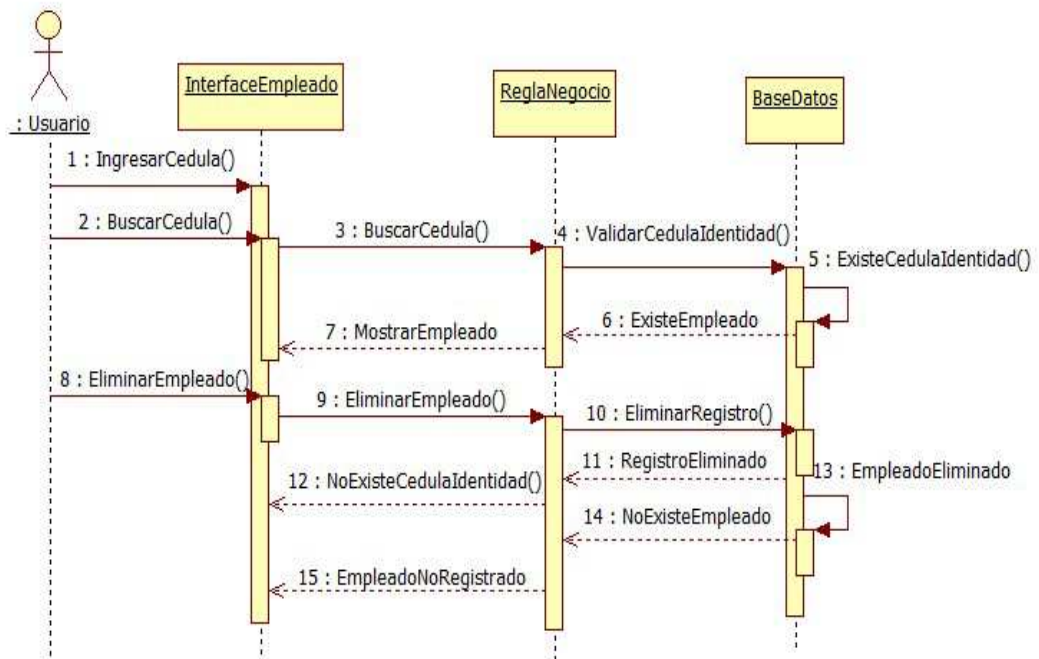 : Usuario
InterfaceEmpleado
ReglaNegocio
BaseDatos
1 : IngresarCedula()
2 : BuscarCedula()
3 : BuscarCedula()
4 : ValidarCedulaIdentidad()
5 : ExisteCedulaIdentidad()
6 : ExisteEmpleado
7 : MostrarEmpleado
8 : EliminarEmpleado()
9 : EliminarEmpleado()
10 : EliminarRegistro()
11 : RegistroEliminado
12 : NoExisteCedulaIdentidad()
13 : EmpleadoEliminado
14 : NoExisteEmpleado
15 : EmpleadoNoRegistrado